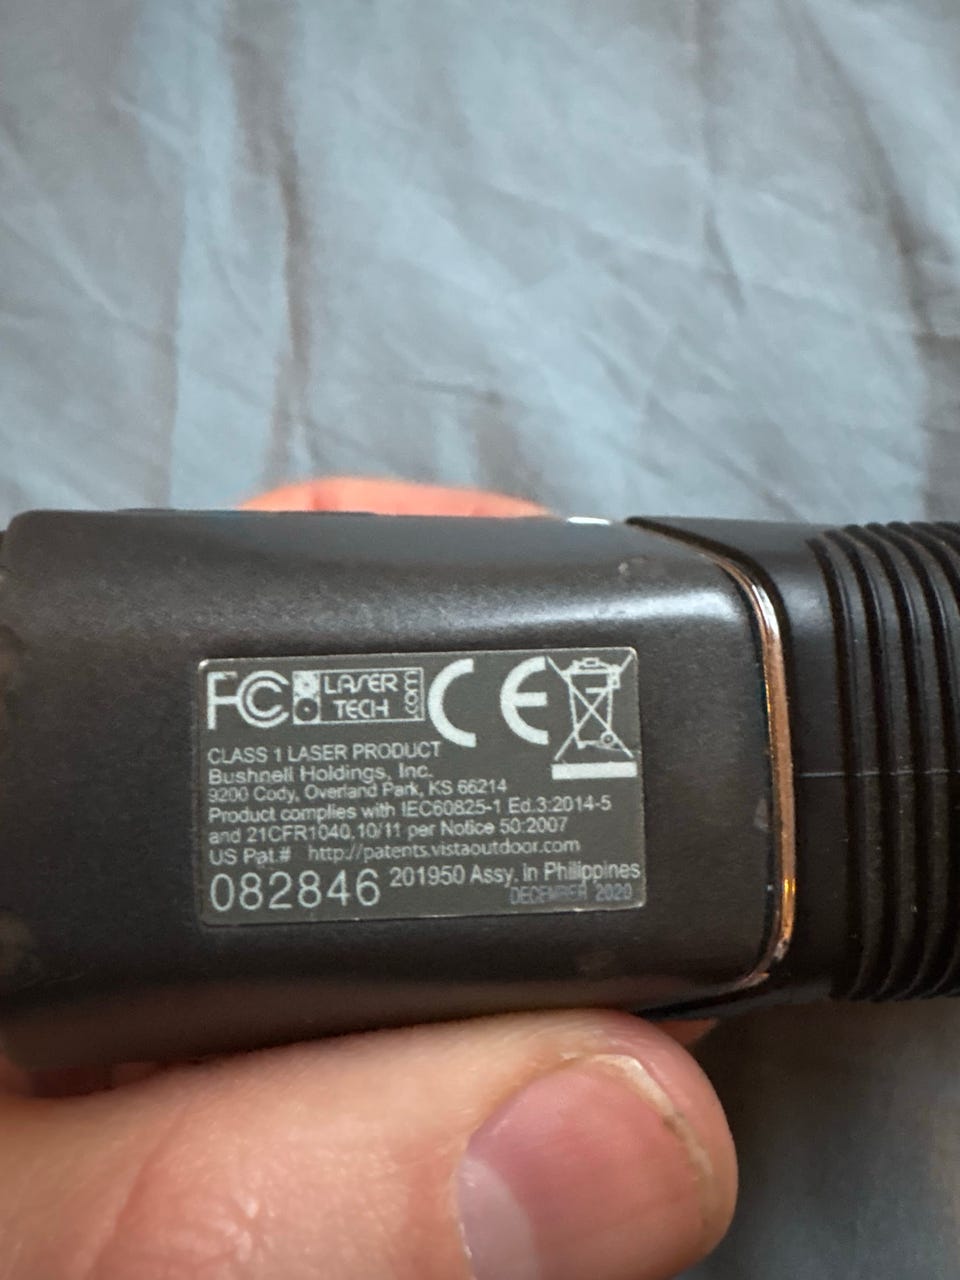 FC LASER TECH .com CE
CLASS 1 LASER PRODUCT
Bushnell Holdings, Inc.
9200 Cody, Overland Park, KS 66214
Product complies with IEC60825-1 Ed.3:2014-5
and 21CFR1040.10/11 per Notice 50:2007
US Pat.# http://patents.vistaoutdoor.com
082846 201950 Assy. In Philippines
DECEMBER 2020